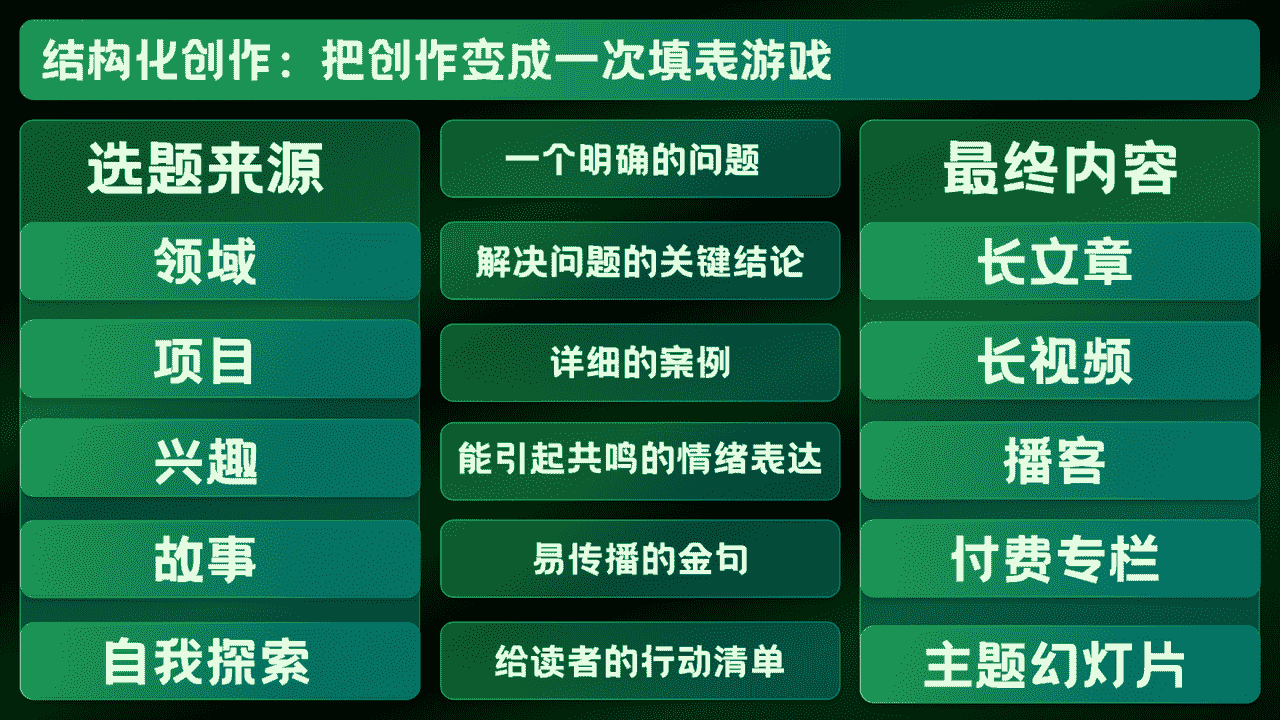 结构化创作：把创作变成一次填表游戏
选题来源
领域
项目
兴趣
故事
自我探索
一个明确的问题
解决问题的关键结论
详细的案例
能引起共鸣的情绪表达
易传播的金句
给读者的行动清单
最终内容
长文章
长视频
播客
付费专栏
主题幻灯片